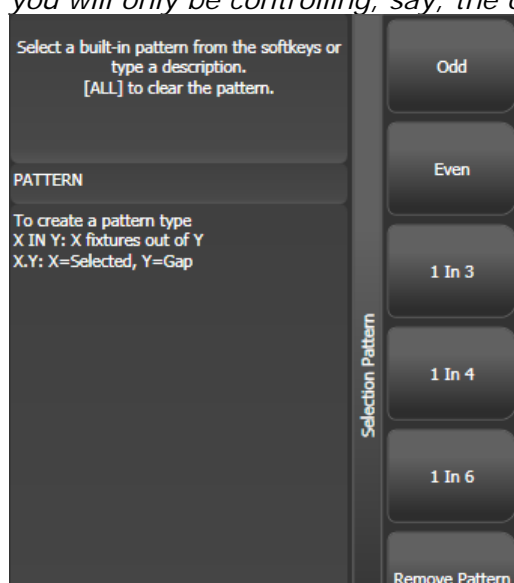 you will only be controlling, say, the
Select a built-in pattern from the softkeys or
type a description.
[ALL] to clear the pattern.
PATTERN
To create a pattern type
X IN Y: X fixtures out of Y
X.Y: X=Selected, Y=Gap
Selection Pattern
Odd
Even
1 In 3
1 In 4
1 In 6
Remove Pattern